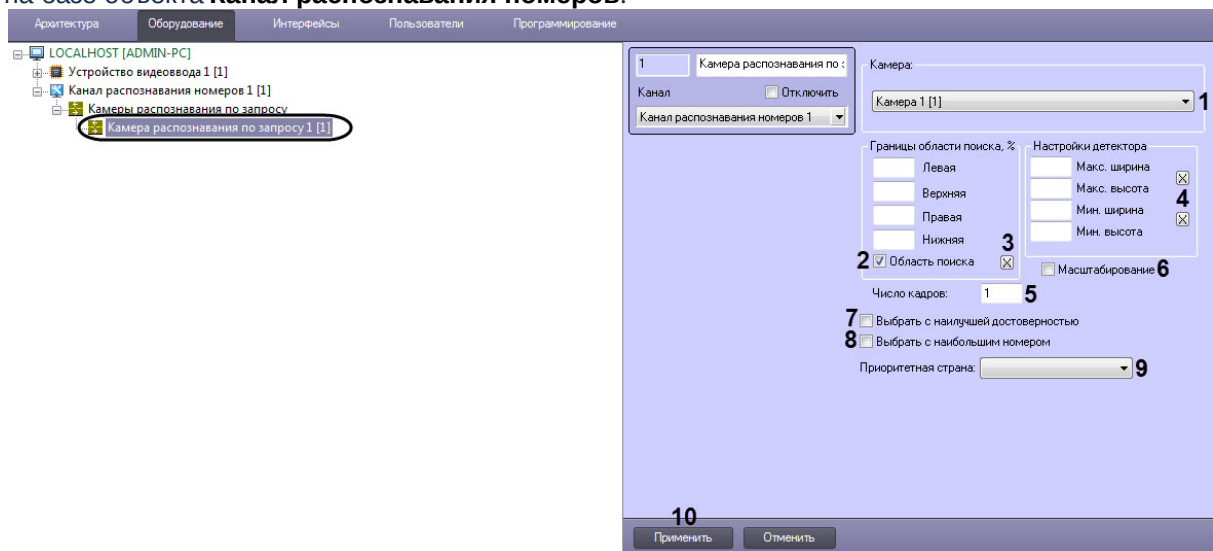 на базе объекта Канал распознавания номеров.
Архитектура Оборудование Интерфейсы Пользователи Программирование
LOCALHOST [ADMIN-PC]
Устройство видеоввода 1 [1]
Канал распознавания номеров 1 [1]
Камеры распознавания по запросу
Камера распознавания по запросу 1 [1]
1 Камера распознавания по
Канал Отключить
Канал распознавания номеров 1
Камера:
Камера 1 [1] 1
Границы области поиска, %
Левая
Верхняя
Правая
Нижняя 3
2 Область поиска
Настройки детектора
Макс. ширина
Макс. высота 4
Мин. ширина
Мин. высота
Масштабирование 6
Число кадров: 1 5
7 Выбрать с наилучшей достоверностью
8 Выбрать с наибольшим номером
Приоритетная страна: 9
10
Применить Отменить